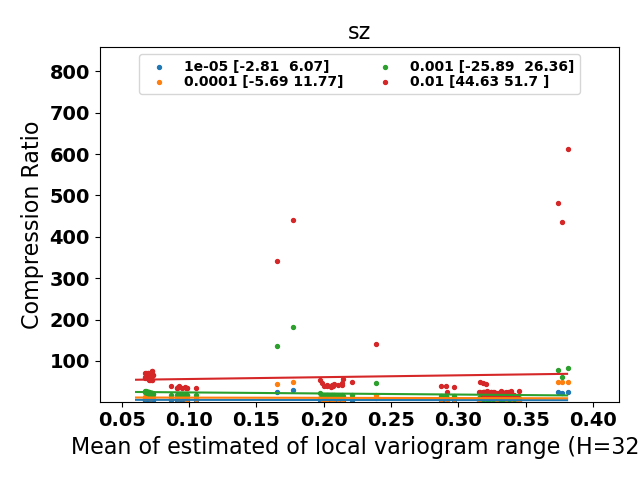 sz
1e-05 [-2.81  6.07]
0.0001 [-5.69 11.77]
0.001 [-25.89  26.36]
0.01 [44.63 51.7 ]
Compression Ratio
800
700
600
500
400
300
200
100
0.05 0.10 0.15 0.20 0.25 0.30 0.35 0.40
Mean of estimated of local variogram range (H=32